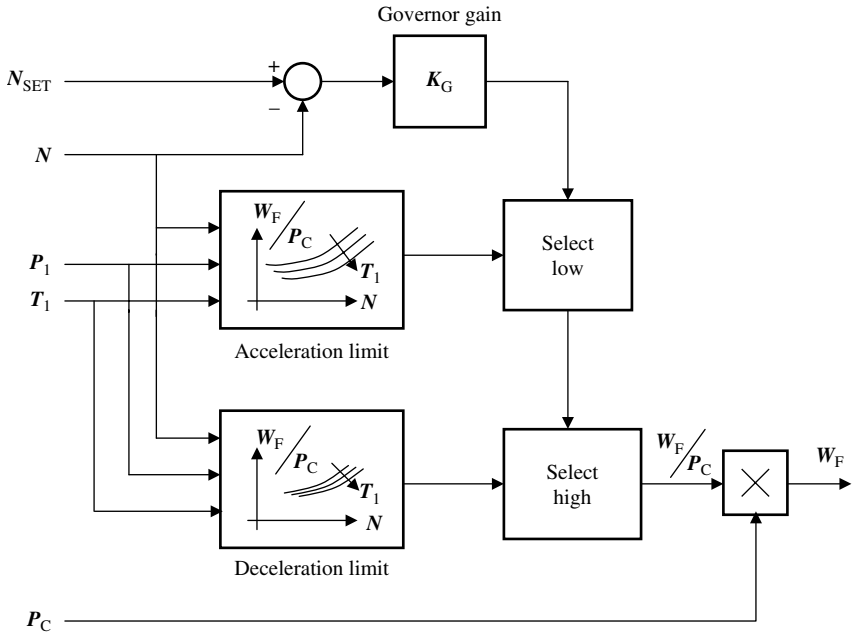 Governor gain
N_SET
+
−
K_G
N
W_F/P_C
T_1
N
Select
low
P_1
T_1
Acceleration limit
W_F/P_C
T_1
N
Select
high
W_F/P_C
W_F
Deceleration limit
P_C